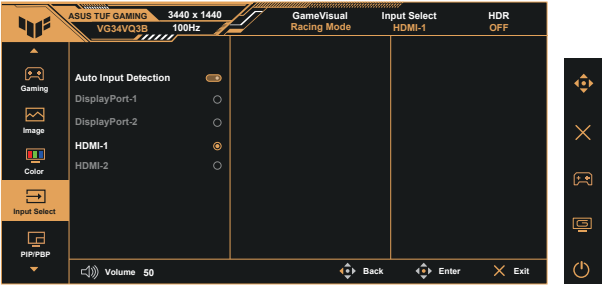 ASUS TUF GAMING 3440 x 1440
VG34VQ3B 100Hz
GameVisual
Racing Mode
Input Select
HDMI-1
HDR
OFF
Gaming
Image
Color
Input Select
PIP/PBP
Auto Input Detection
DisplayPort-1
DisplayPort-2
HDMI-1
HDMI-2
Volume 50
Back
Enter
Exit